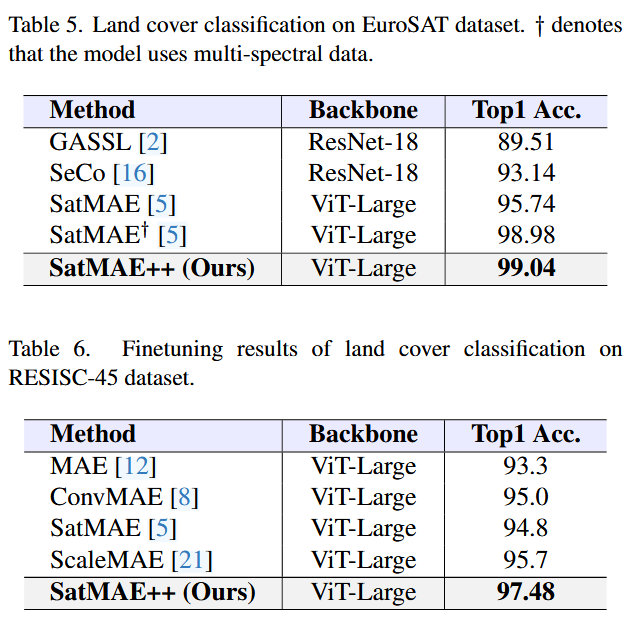 Table 5. Land cover classification on EuroSAT dataset. † denotes
that the model uses multi-spectral data.
Method Backbone Top1 Acc.
GASSL [2] ResNet-18 89.51
SeCo [16] ResNet-18 93.14
SatMAE [5] ViT-Large 95.74
SatMAE† [5] ViT-Large 98.98
SatMAE++ (Ours) ViT-Large 99.04
Table 6. Finetuning results of land cover classification on
RESISC-45 dataset.
Method Backbone Top1 Acc.
MAE [12] ViT-Large 93.3
ConvMAE [8] ViT-Large 95.0
SatMAE [5] ViT-Large 94.8
ScaleMAE [21] ViT-Large 95.7
SatMAE++ (Ours) ViT-Large 97.48